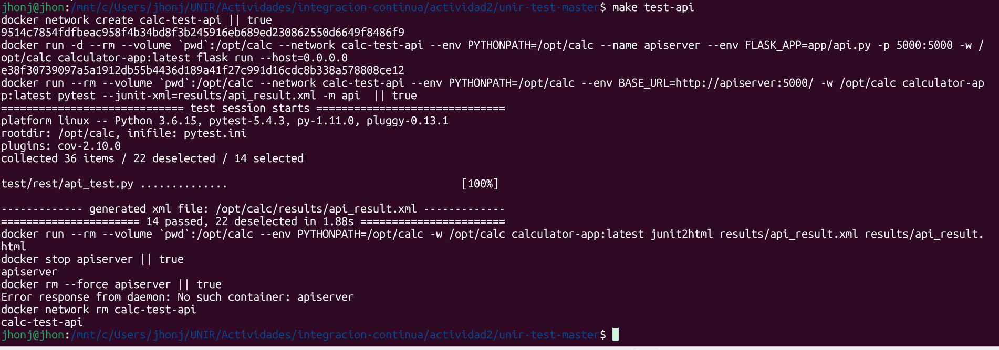 jhonj@jhon:/mnt/c/Users/jhonj/UNIR/Actividades/integracion-continua/actividad2/unir-test-master$ make test-api
docker network create calc-test-api || true
9514c7854fdfbeac958f4b34bd8f3b245916eb689ed230862550d6649f8486f9
docker run -d --rm --volume `pwd`:/opt/calc --network calc-test-api --env PYTHONPATH=/opt/calc --name apiserver --env FLASK_APP=app/api.py -p 5000:5000 -w /
opt/calc calculator-app:latest flask run --host=0.0.0.0
e38f30739097a5a1912db55b4436d189a41f27c991d16cdc8b338a578808ce12
docker run --rm --volume `pwd`:/opt/calc --network calc-test-api --env PYTHONPATH=/opt/calc --env BASE_URL=http://apiserver:5000/ -w /opt/calc calculator-ap
p:latest pytest --junit-xml=results/api_result.xml -m api  || true
============================= test session starts ==============================
platform linux -- Python 3.6.15, pytest-5.4.3, py-1.11.0, pluggy-0.13.1
rootdir: /opt/calc, inifile: pytest.ini
plugins: cov-2.10.0
collected 36 items / 22 deselected / 14 selected

test/rest/api_test.py ..............                                     [100%]

------------- generated xml file: /opt/calc/results/api_result.xml -------------
====================== 14 passed, 22 deselected in 1.88s =======================
docker run --rm --volume `pwd`:/opt/calc --env PYTHONPATH=/opt/calc -w /opt/calc calculator-app:latest junit2html results/api_result.xml results/api_result.
html
docker stop apiserver || true
apiserver
docker rm --force apiserver || true
Error response from daemon: No such container: apiserver
docker network rm calc-test-api
calc-test-api
jhonj@jhon:/mnt/c/Users/jhonj/UNIR/Actividades/integracion-continua/actividad2/unir-test-master$